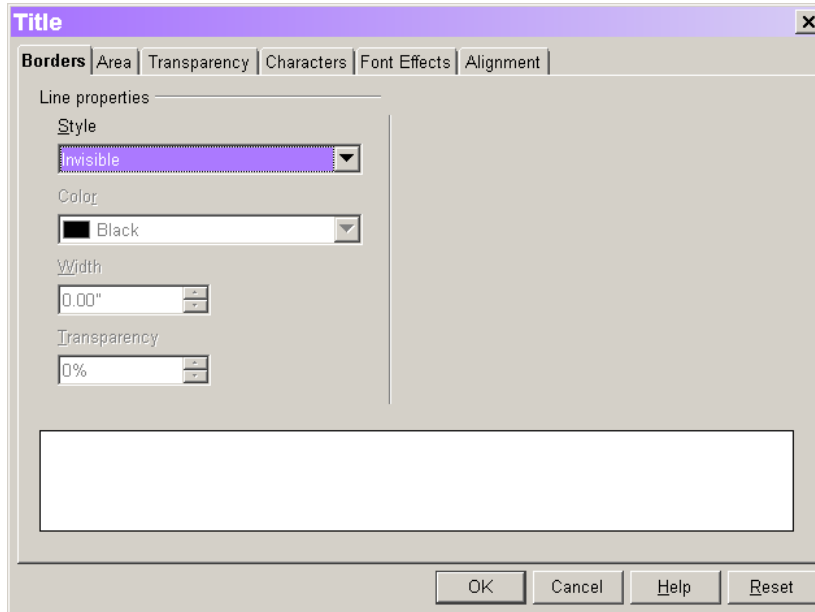 Title
Borders Area Transparency Characters Font Effects Alignment
Line properties
Style
Invisible
Color
Black
Width
0.00"
Transparency
0%
OK Cancel Help Reset